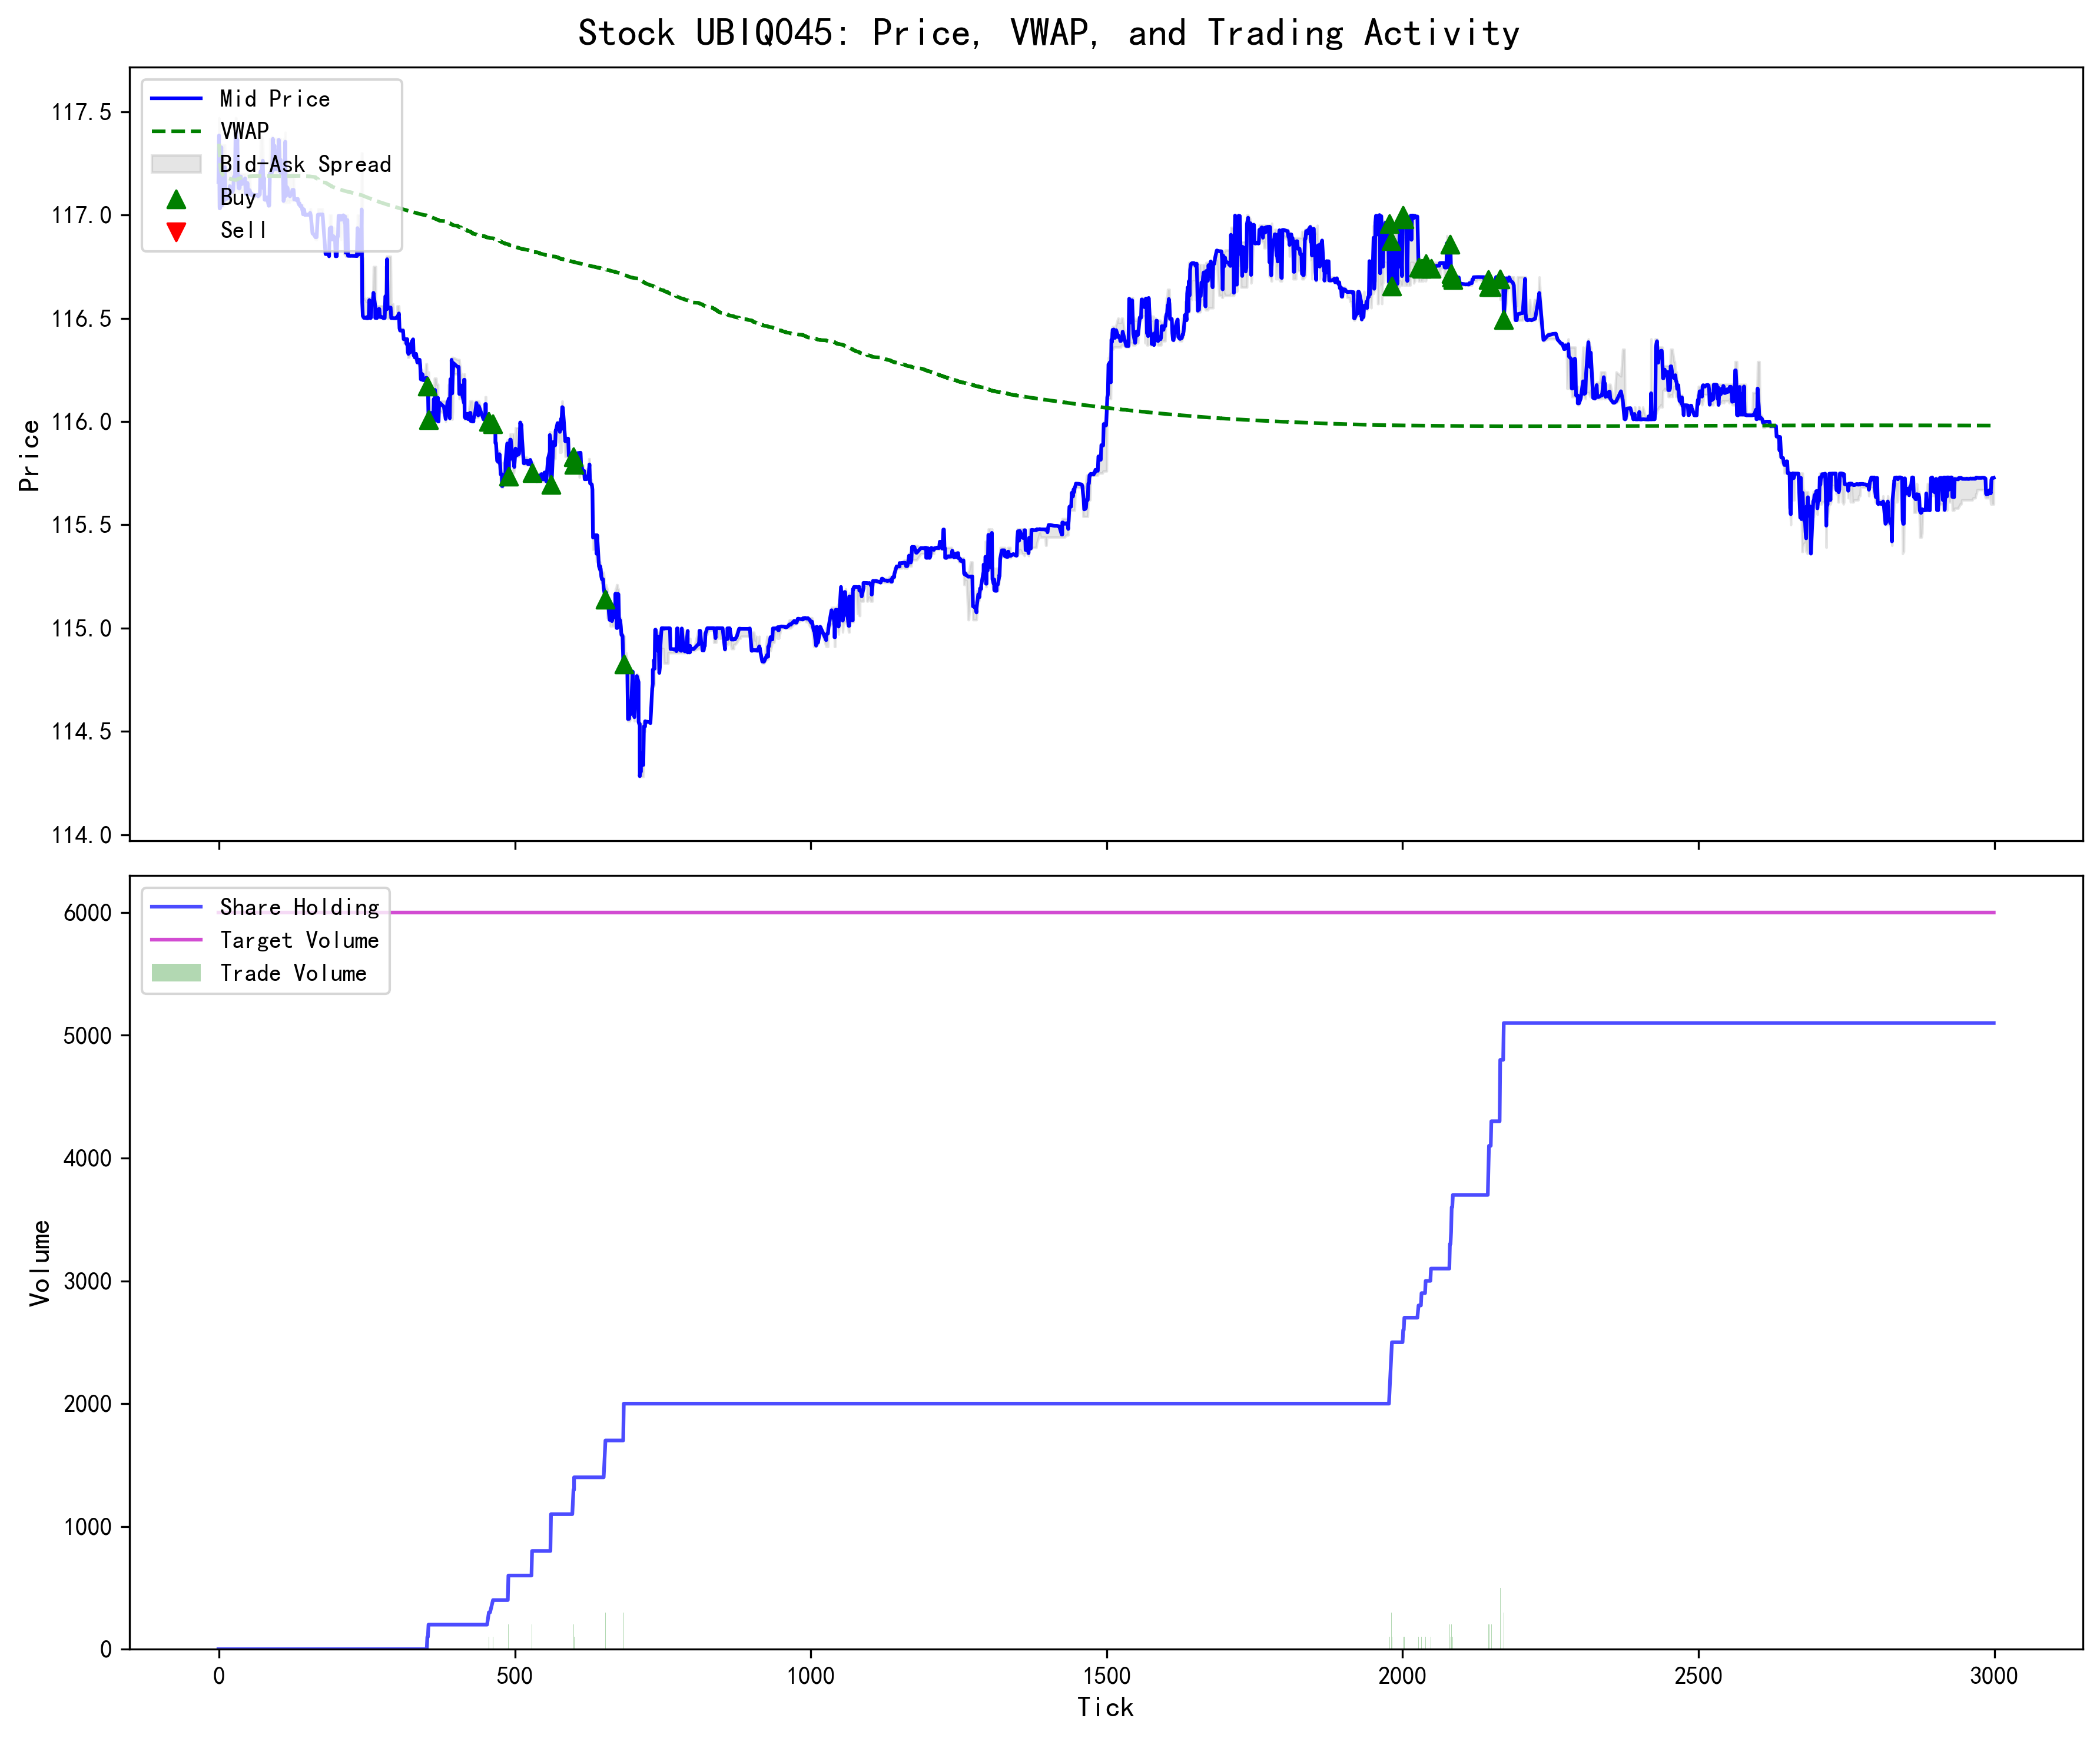 Stock UBIQ045: Price, VWAP, and Trading Activity
Mid Price
VWAP
Bid-Ask Spread
Buy
Sell
117.5
117.0
116.5
116.0
115.5
115.0
114.5
114.0
Price
Share Holding
Target Volume
Trade Volume
6000
5000
4000
3000
2000
1000
0
Volume
0 500 1000 1500 2000 2500 3000
Tick